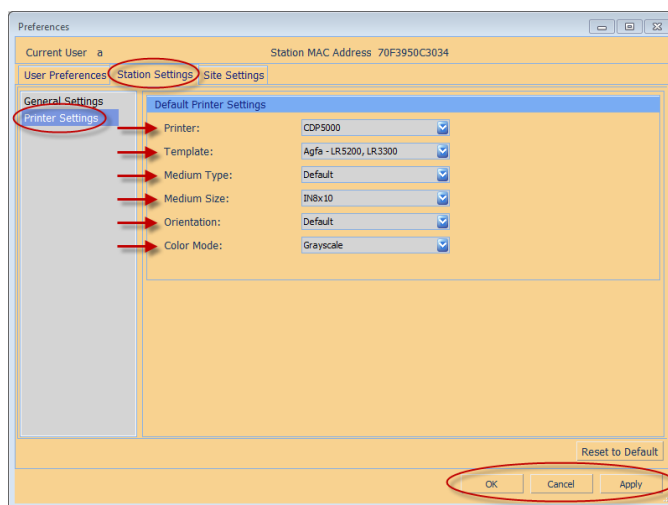 Preferences
Current User a Station MAC Address 70F3950C3034
User Preferences Station Settings Site Settings
General Settings
Printer Settings
Default Printer Settings
Printer: CDP5000
Template: Agfa - LR5200, LR3300
Medium Type: Default
Medium Size: IN8x10
Orientation: Default
Color Mode: Grayscale
Reset to Default
OK Cancel Apply